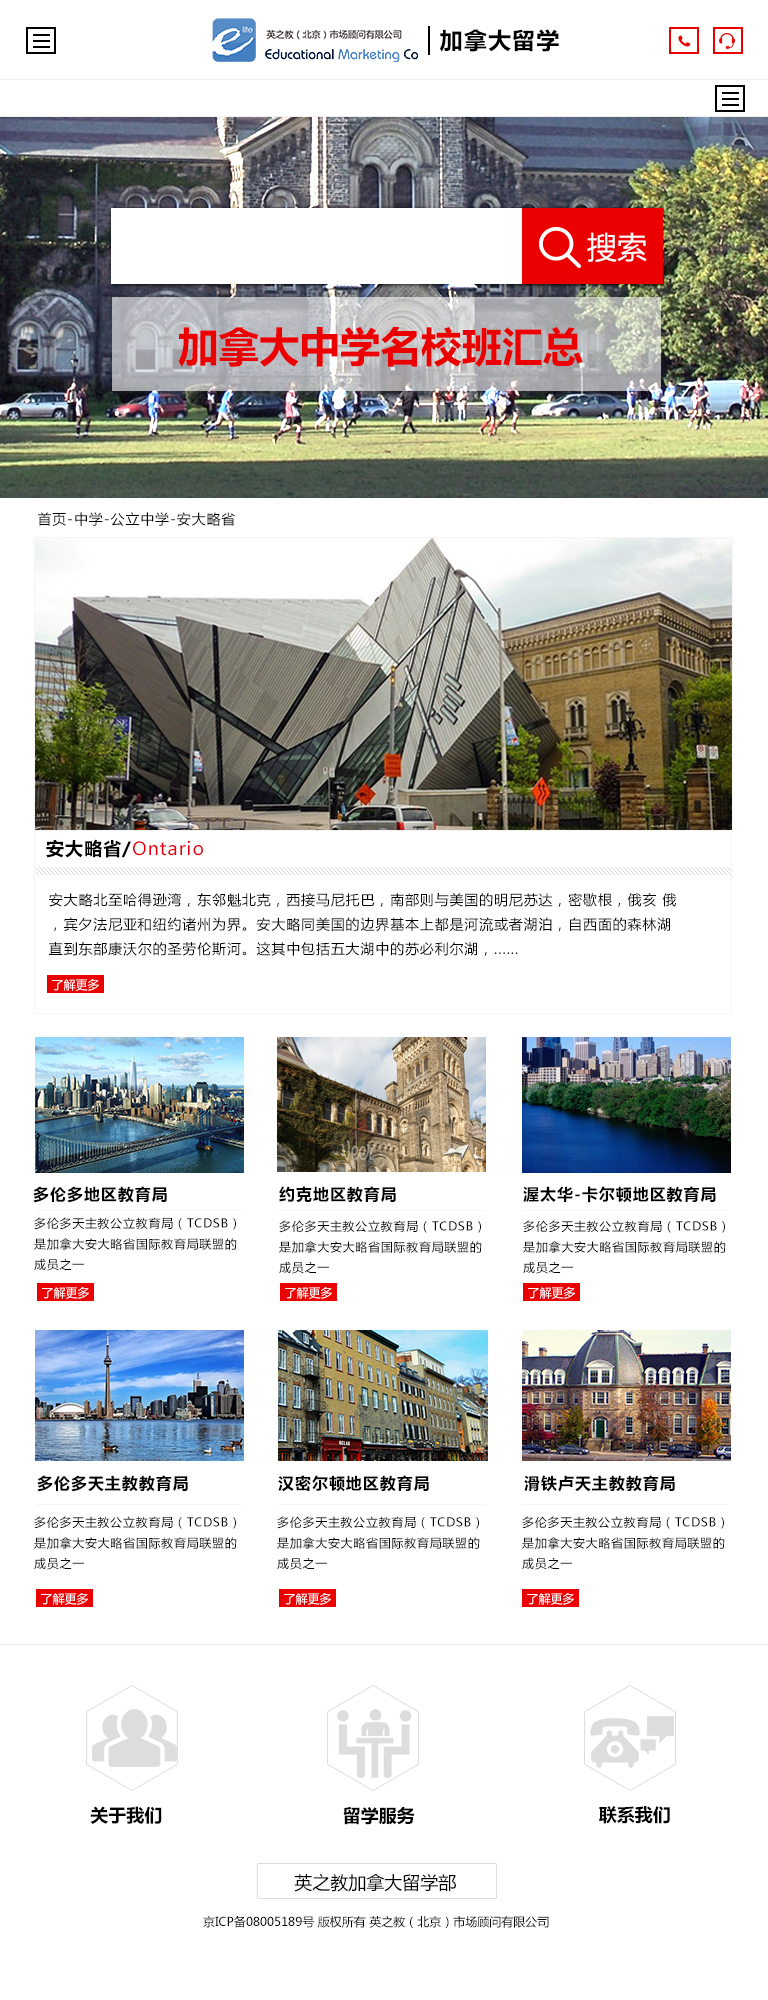 elite
英之教（北京）市场顾问有限公司
Educational Marketing Co
加拿大留学
搜索
加拿大中学名校班汇总
首页-中学-公立中学-安大略省
安大略省/Ontario
安大略北至哈得逊湾，东邻魁北克，西接马尼托巴，南部则与美国的明尼苏达，密歇根，俄亥 俄
，宾夕法尼亚和纽约诸州为界。安大略同美国的边界基本上都是河流或者湖泊，自西面的森林湖
直到东部康沃尔的圣劳伦斯河。这其中包括五大湖中的苏必利尔湖，......
了解更多
多伦多地区教育局
多伦多天主教公立教育局（TCDSB）
是加拿大安大略省国际教育局联盟的
成员之一
了解更多
约克地区教育局
多伦多天主教公立教育局（TCDSB）
是加拿大安大略省国际教育局联盟的
成员之一
了解更多
渥太华-卡尔顿地区教育局
多伦多天主教公立教育局（TCDSB）
是加拿大安大略省国际教育局联盟的
成员之一
了解更多
多伦多天主教教育局
多伦多天主教公立教育局（TCDSB）
是加拿大安大略省国际教育局联盟的
成员之一
了解更多
汉密尔顿地区教育局
多伦多天主教公立教育局（TCDSB）
是加拿大安大略省国际教育局联盟的
成员之一
了解更多
滑铁卢天主教教育局
多伦多天主教公立教育局（TCDSB）
是加拿大安大略省国际教育局联盟的
成员之一
了解更多
关于我们
留学服务
联系我们
英之教加拿大留学部
京ICP备08005189号 版权所有 英之教（北京）市场顾问有限公司